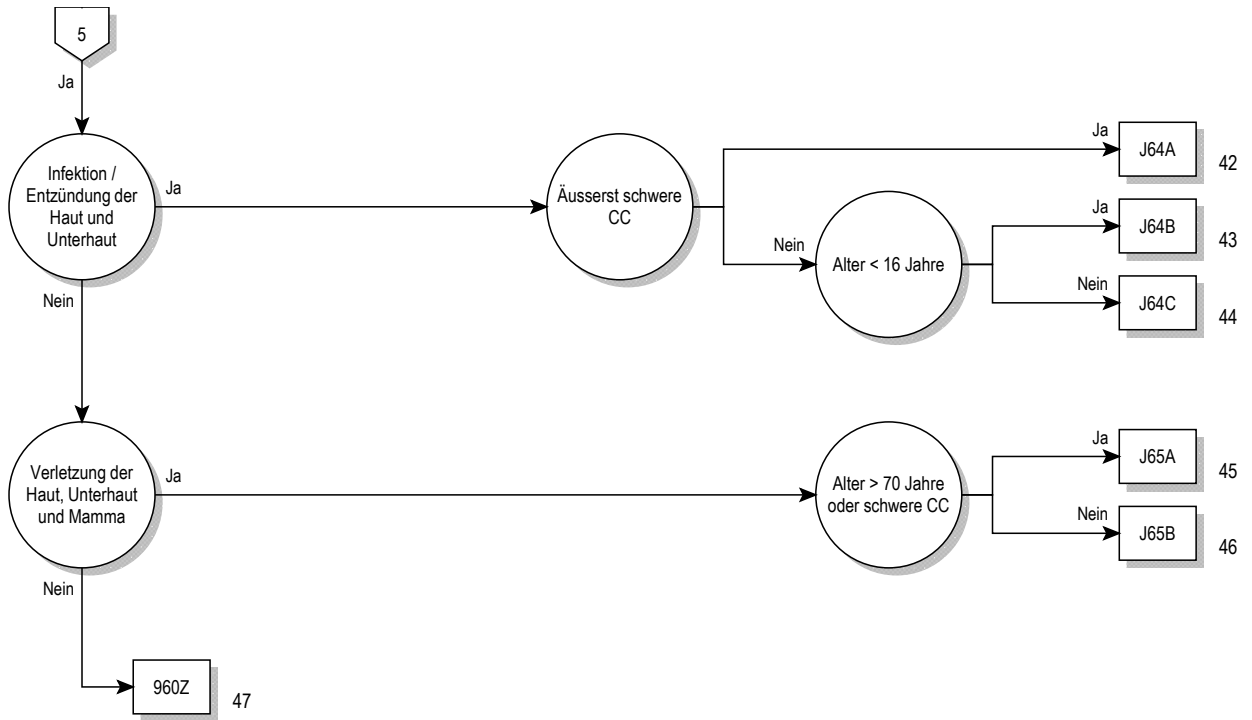 5
Ja
Infektion /
Entzündung der
Haut und
Unterhaut
Ja
Äusserst schwere
CC
Ja
J64A
42
Nein
Alter < 16 Jahre
Ja
J64B
43
Nein
J64C
44
Nein
Verletzung der
Haut, Unterhaut
und Mamma
Ja
Alter > 70 Jahre
oder schwere CC
Ja
J65A
45
Nein
J65B
46
Nein
960Z
47